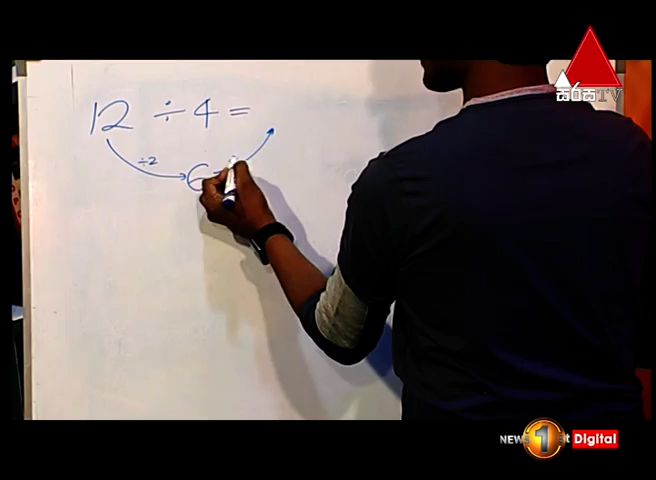 සිරස TV
12 ÷ 4 =
÷2
6
NEWS 1st Digital